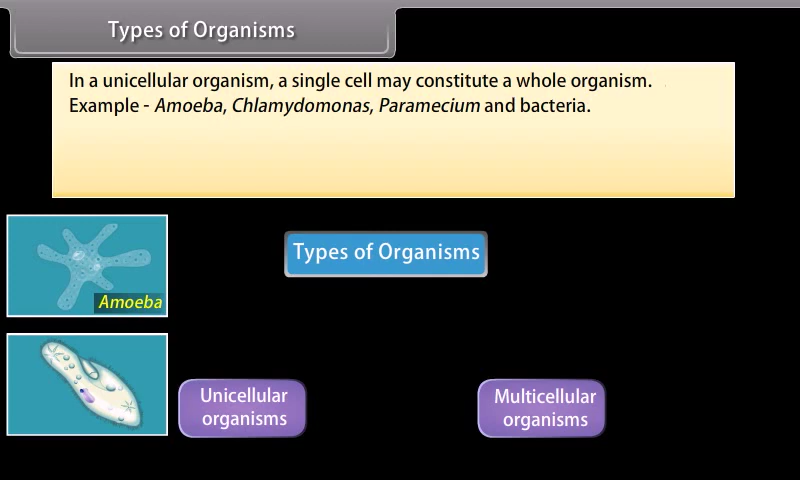 Types of Organisms
In a unicellular organism, a single cell may constitute a whole organism.
Example - Amoeba, Chlamydomonas, Paramecium and bacteria.
Types of Organisms
Amoeba
Unicellular
organisms
Multicellular
organisms